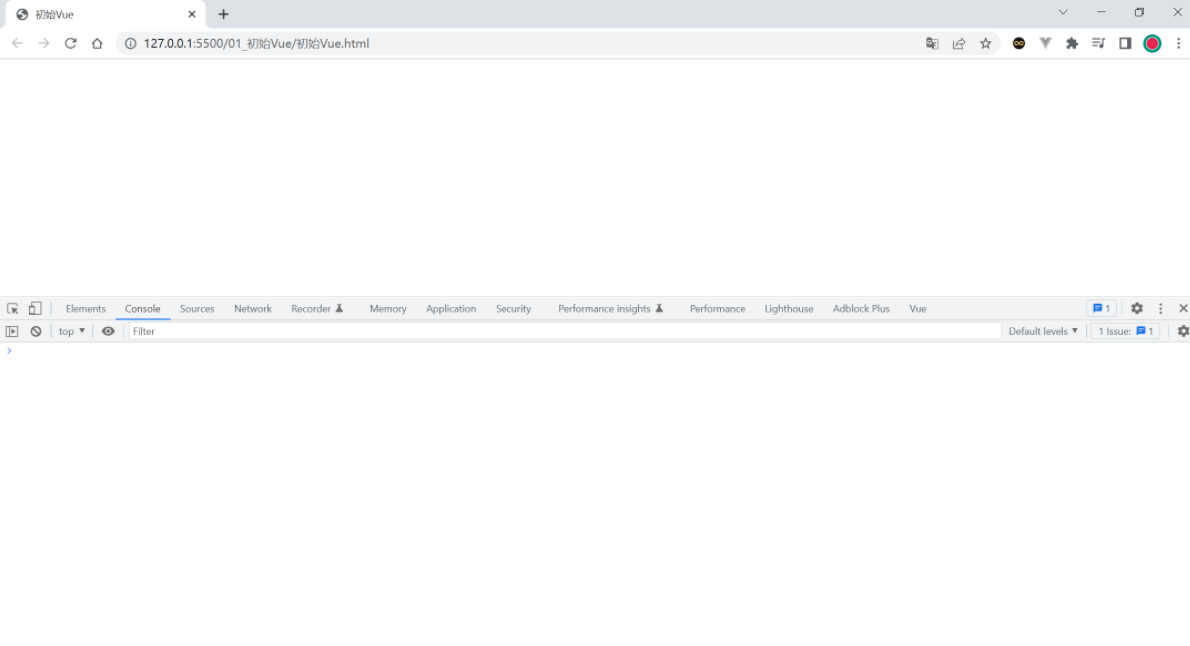 初始Vue
127.0.0.1:5500/01_初始Vue/初始Vue.html
Elements Console Sources Network Recorder Memory Application Security Performance insights Performance Lighthouse Adblock Plus Vue 1
top Filter Default levels 1 Issue: 1